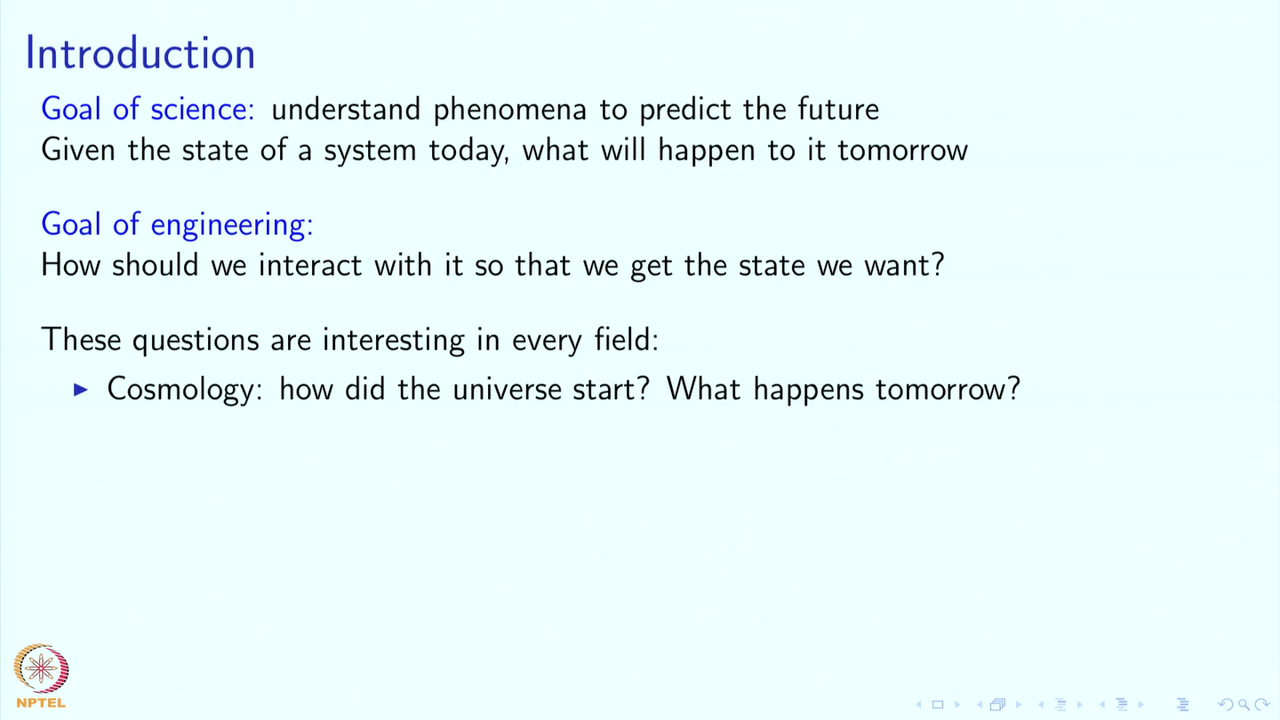 Introduction
Goal of science: understand phenomena to predict the future
Given the state of a system today, what will happen to it tomorrow
Goal of engineering:
How should we interact with it so that we get the state we want?
These questions are interesting in every field:
Cosmology: how did the universe start? What happens tomorrow?
NPTEL